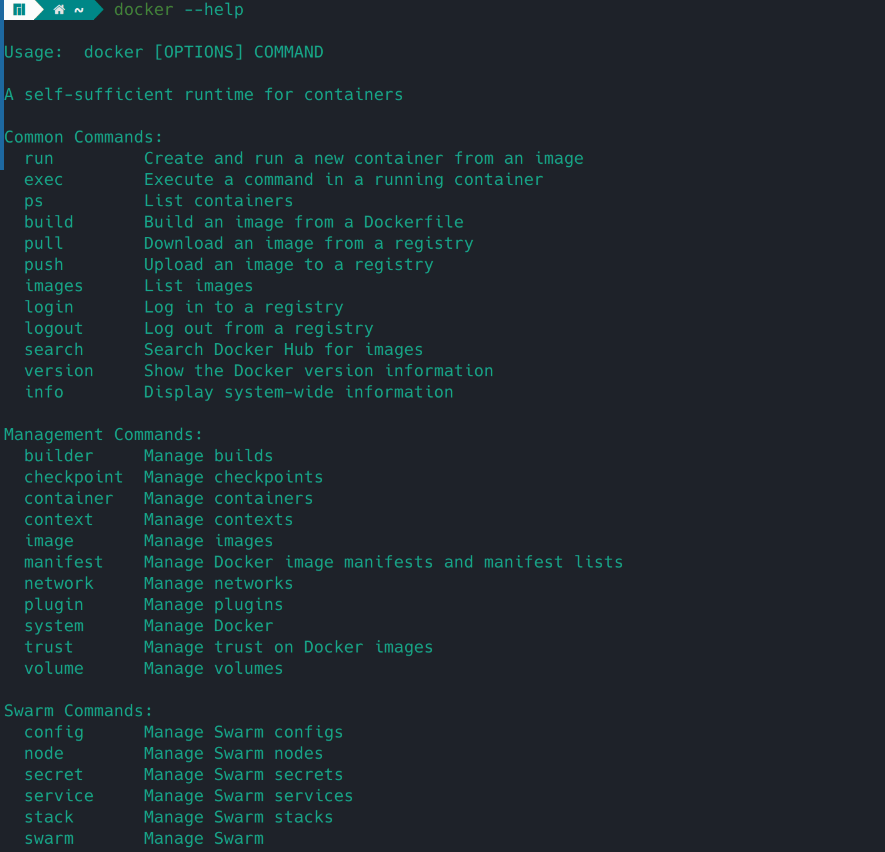 ~ docker --help
Usage:  docker [OPTIONS] COMMAND
A self-sufficient runtime for containers
Common Commands:
  run         Create and run a new container from an image
  exec        Execute a command in a running container
  ps          List containers
  build       Build an image from a Dockerfile
  pull        Download an image from a registry
  push        Upload an image to a registry
  images      List images
  login       Log in to a registry
  logout      Log out from a registry
  search      Search Docker Hub for images
  version     Show the Docker version information
  info        Display system-wide information
Management Commands:
  builder     Manage builds
  checkpoint  Manage checkpoints
  container   Manage containers
  context     Manage contexts
  image       Manage images
  manifest    Manage Docker image manifests and manifest lists
  network     Manage networks
  plugin      Manage plugins
  system      Manage Docker
  trust       Manage trust on Docker images
  volume      Manage volumes
Swarm Commands:
  config      Manage Swarm configs
  node        Manage Swarm nodes
  secret      Manage Swarm secrets
  service     Manage Swarm services
  stack       Manage Swarm stacks
  swarm       Manage Swarm